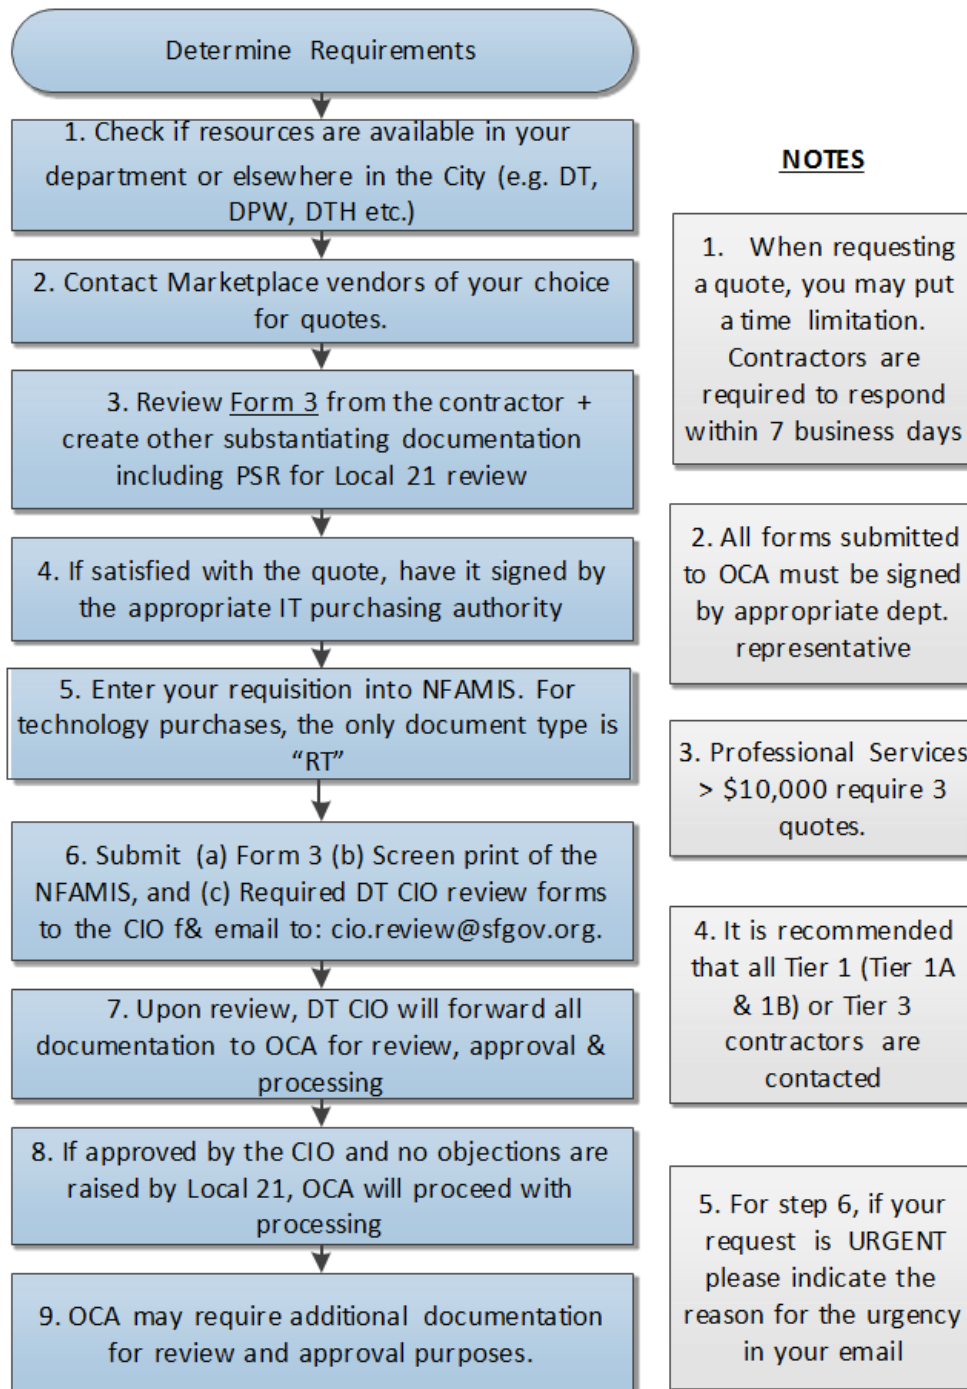 Determine Requirements
1. Check if resources are available in your
department or elsewhere in the City (e.g. DT,
DPW, DTH etc.)
2. Contact Marketplace vendors of your choice
for quotes.
3. Review Form 3 from the contractor +
create other substantiating documentation
including PSR for Local 21 review
4. If satisfied with the quote, have it signed by
the appropriate IT purchasing authority
5. Enter your requisition into NFAMIS. For
technology purchases, the only document type is
“RT”
6. Submit (a) Form 3 (b) Screen print of the
NFAMIS, and (c) Required DT CIO review forms
to the CIO f& email to: cio.review@sfgov.org.
7. Upon review, DT CIO will forward all
documentation to OCA for review, approval &
processing
8. If approved by the CIO and no objections are
raised by Local 21, OCA will proceed with
processing
9. OCA may require additional documentation
for review and approval purposes.
NOTES
1. When requesting
a quote, you may put
a time limitation.
Contractors are
required to respond
within 7 business days
2. All forms submitted
to OCA must be signed
by appropriate dept.
representative
3. Professional Services
> $10,000 require 3
quotes.
4. It is recommended
that all Tier 1 (Tier 1A
& 1B) or Tier 3
contractors are
contacted
5. For step 6, if your
request is URGENT
please indicate the
reason for the urgency
in your email